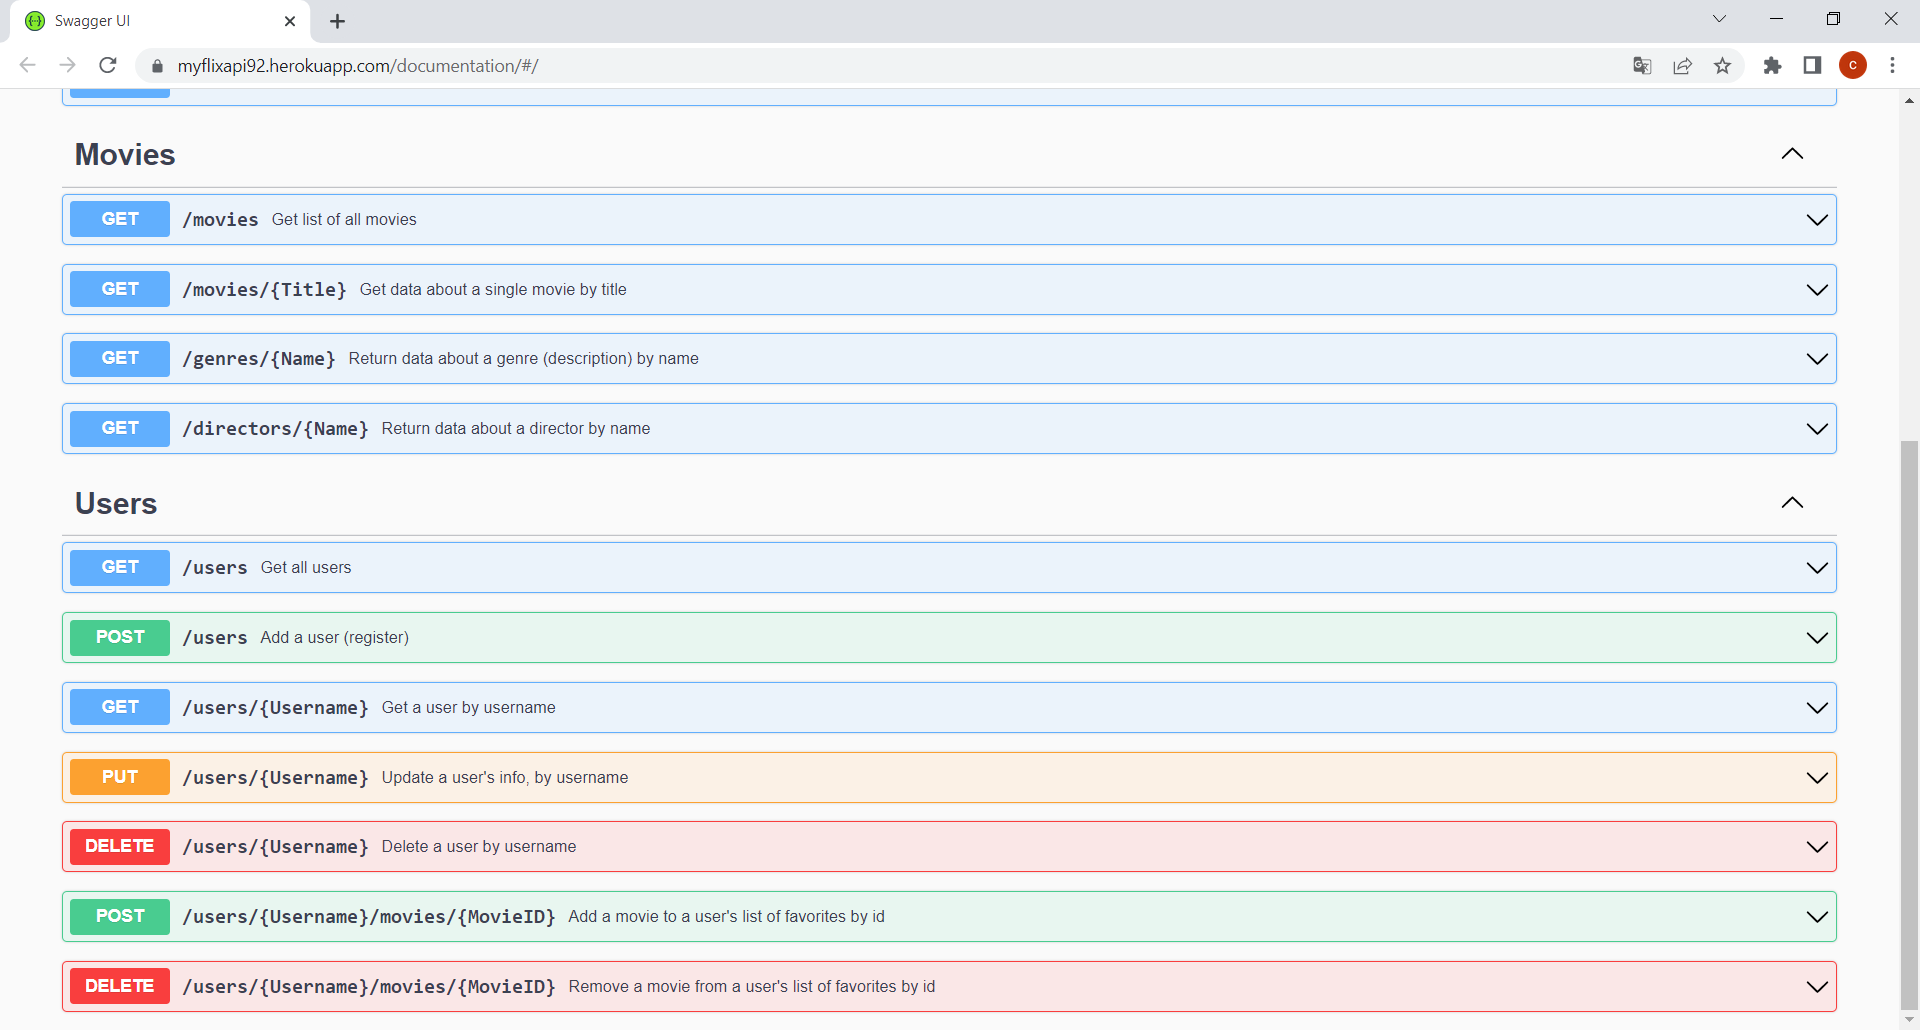 Swagger UI
myflixapi92.herokuapp.com/documentation/#/
C
Movies
GET /movies Get list of all movies
GET /movies/{Title} Get data about a single movie by title
GET /genres/{Name} Return data about a genre (description) by name
GET /directors/{Name} Return data about a director by name
Users
GET /users Get all users
POST /users Add a user (register)
GET /users/{Username} Get a user by username
PUT /users/{Username} Update a user's info, by username
DELETE /users/{Username} Delete a user by username
POST /users/{Username}/movies/{MovieID} Add a movie to a user's list of favorites by id
DELETE /users/{Username}/movies/{MovieID} Remove a movie from a user's list of favorites by id